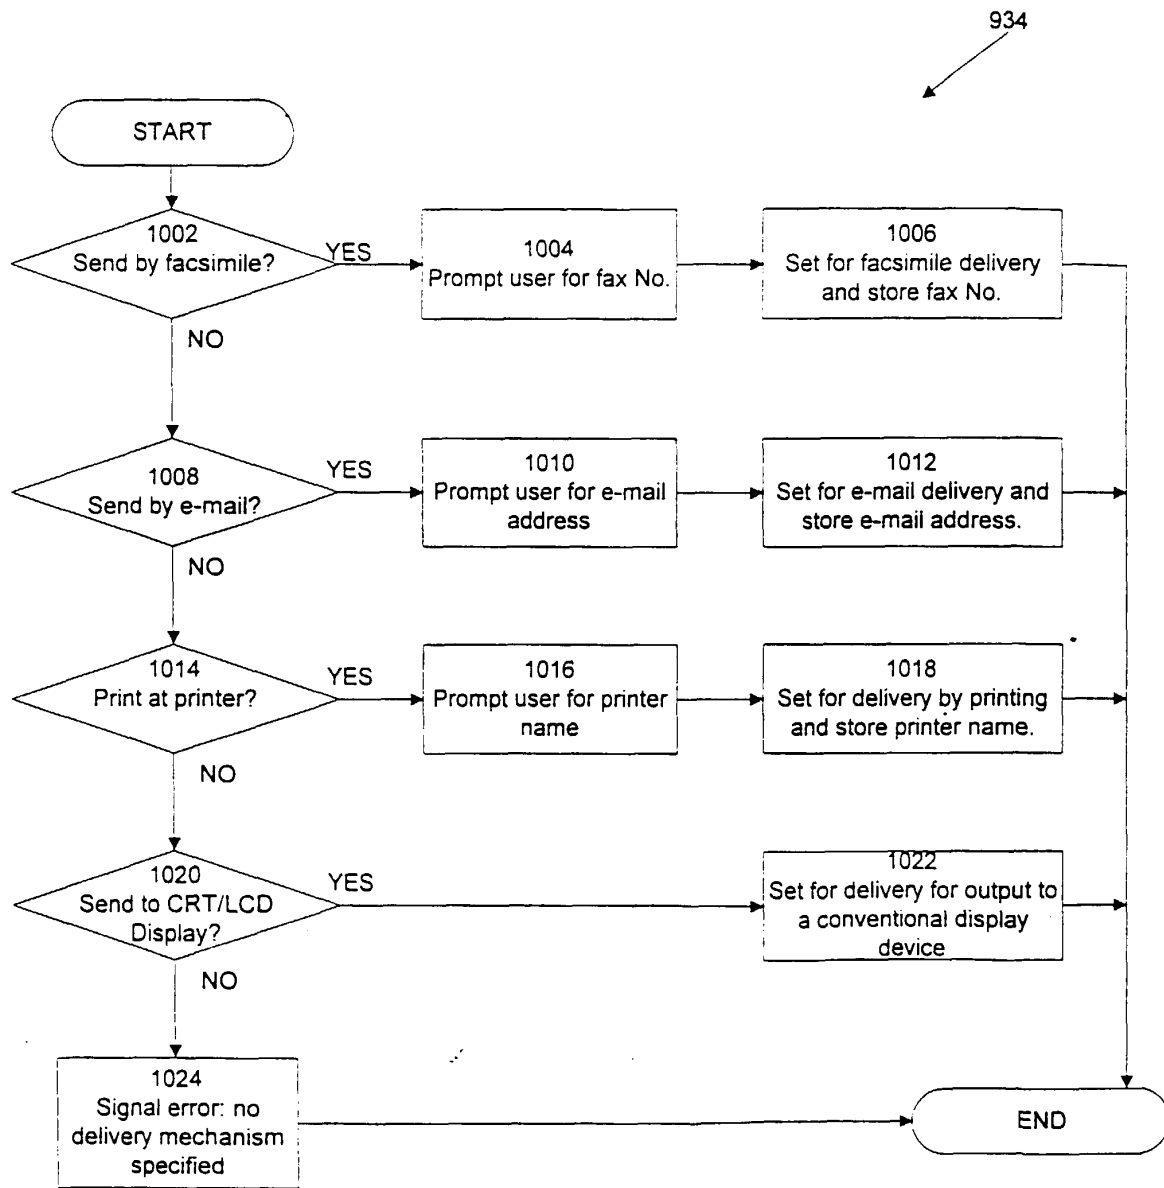 934
START
1002
Send by facsimile?
YES
NO
1004
Prompt user for fax No.
1006
Set for facsimile delivery
and store fax No.
1008
Send by e-mail?
YES
NO
1010
Prompt user for e-mail
address
1012
Set for e-mail delivery and
store e-mail address.
1014
Print at printer?
YES
NO
1016
Prompt user for printer
name
1018
Set for delivery by printing
and store printer name.
1020
Send to CRT/LCD
Display?
YES
NO
1022
Set for delivery for output to
a conventional display
device
1024
Signal error: no
delivery mechanism
specified
END